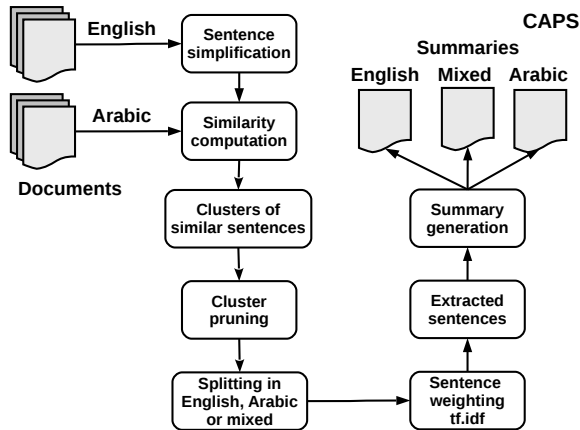 CAPS
English
Sentence
simplification
Summaries
English
Mixed
Arabic
Arabic
Similarity
computation
Documents
Clusters of
similar sentences
Summary
generation
Cluster
pruning
Extracted
sentences
Splitting in
English, Arabic
or mixed
Sentence
weighting
tf.idf